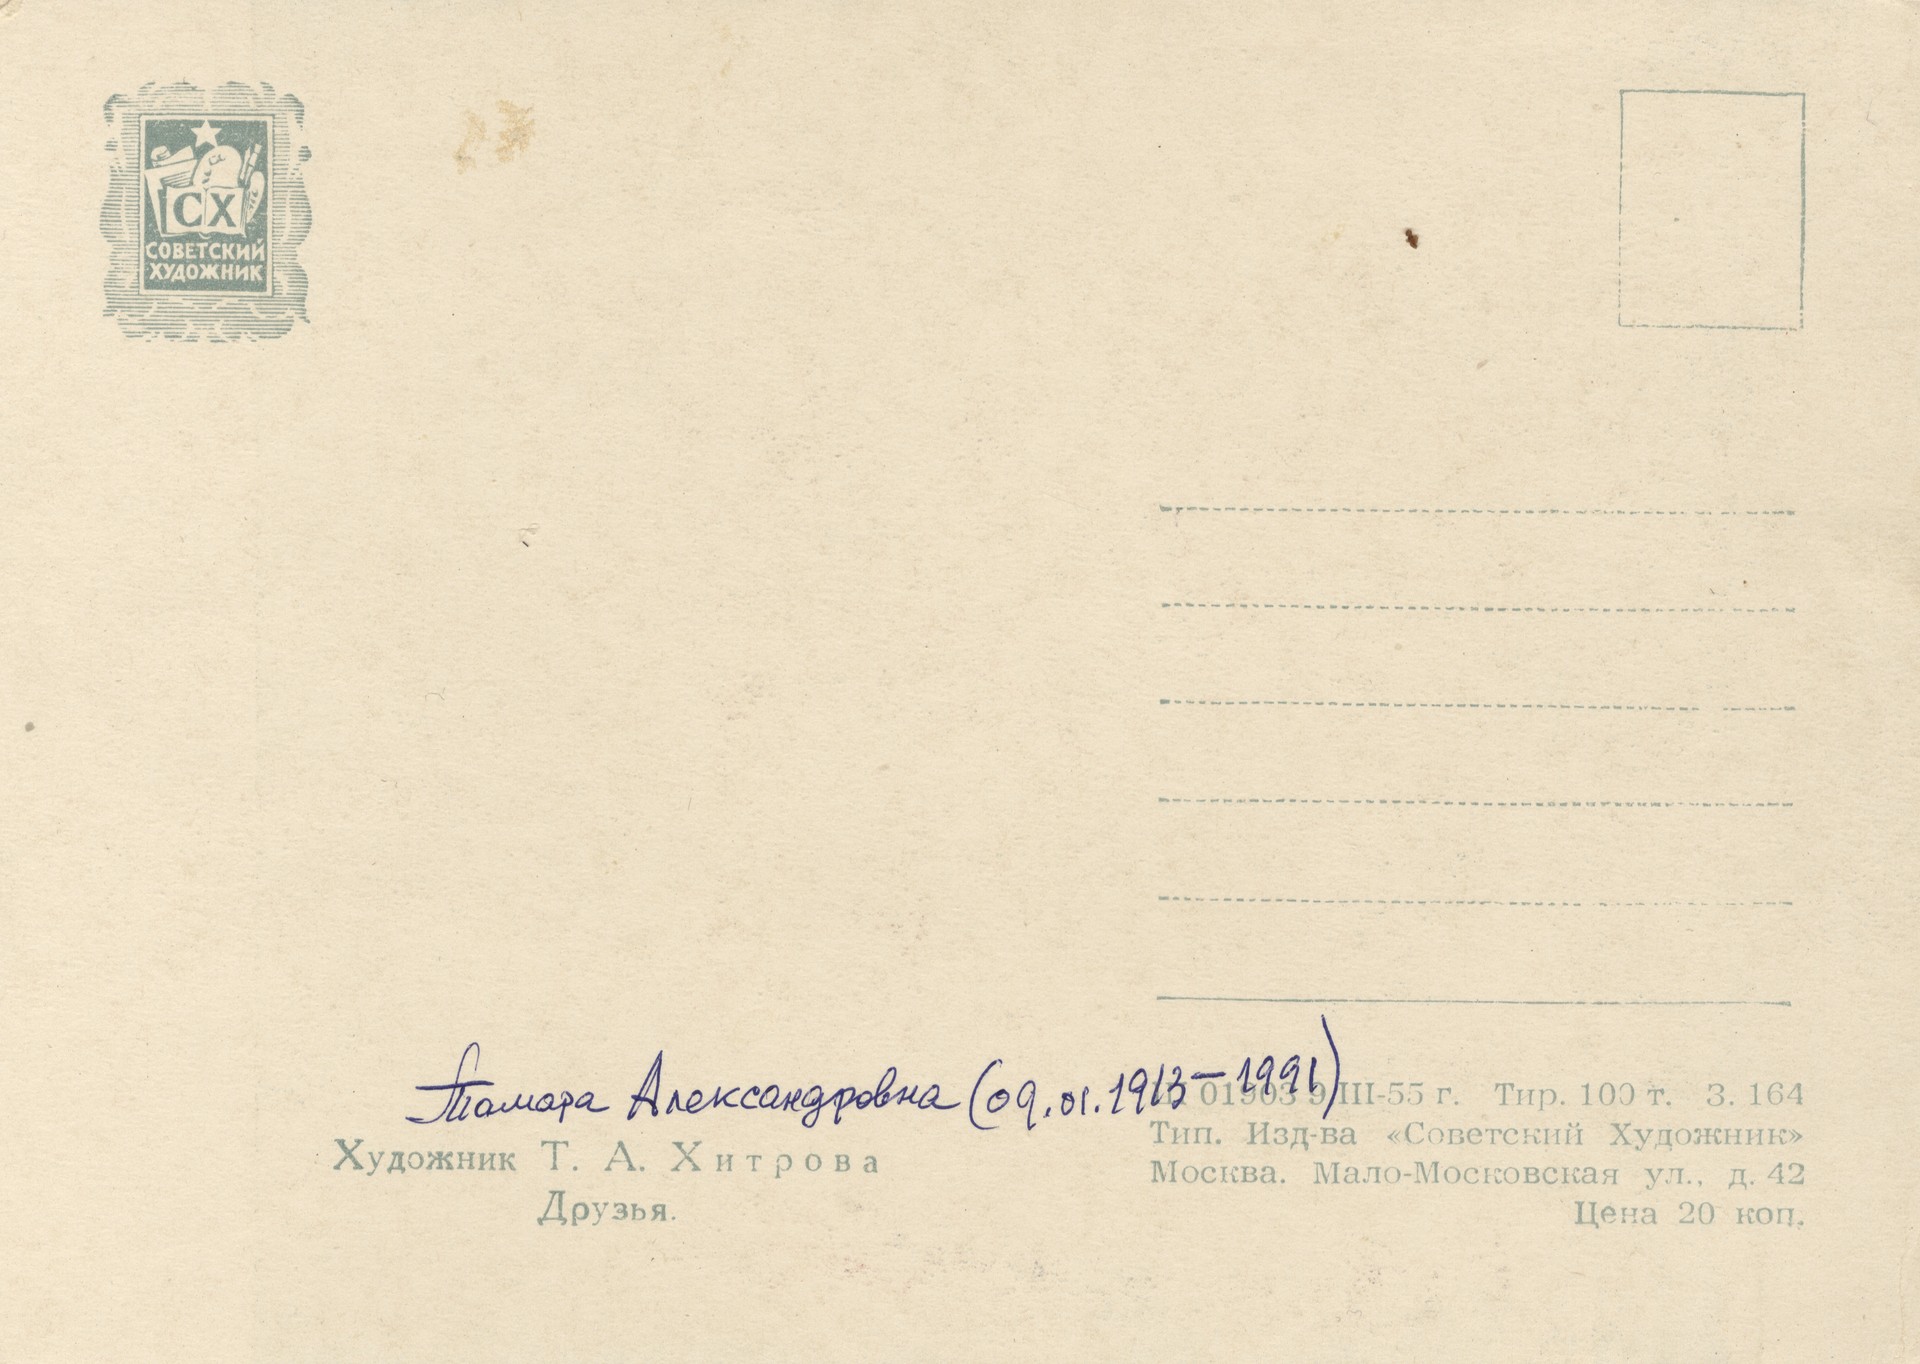 СХ
СОВЕТСКИЙ
ХУДОЖНИК
Тамара Александровна (09.01.1913–1991)
Художник Т. А. Хитрова
Друзья.
01903 9/III-55 г. Тир. 100 т. З. 164
Тип. Изд-ва «Советский Художник»
Москва. Мало-Московская ул., д. 42
Цена 20 коп.